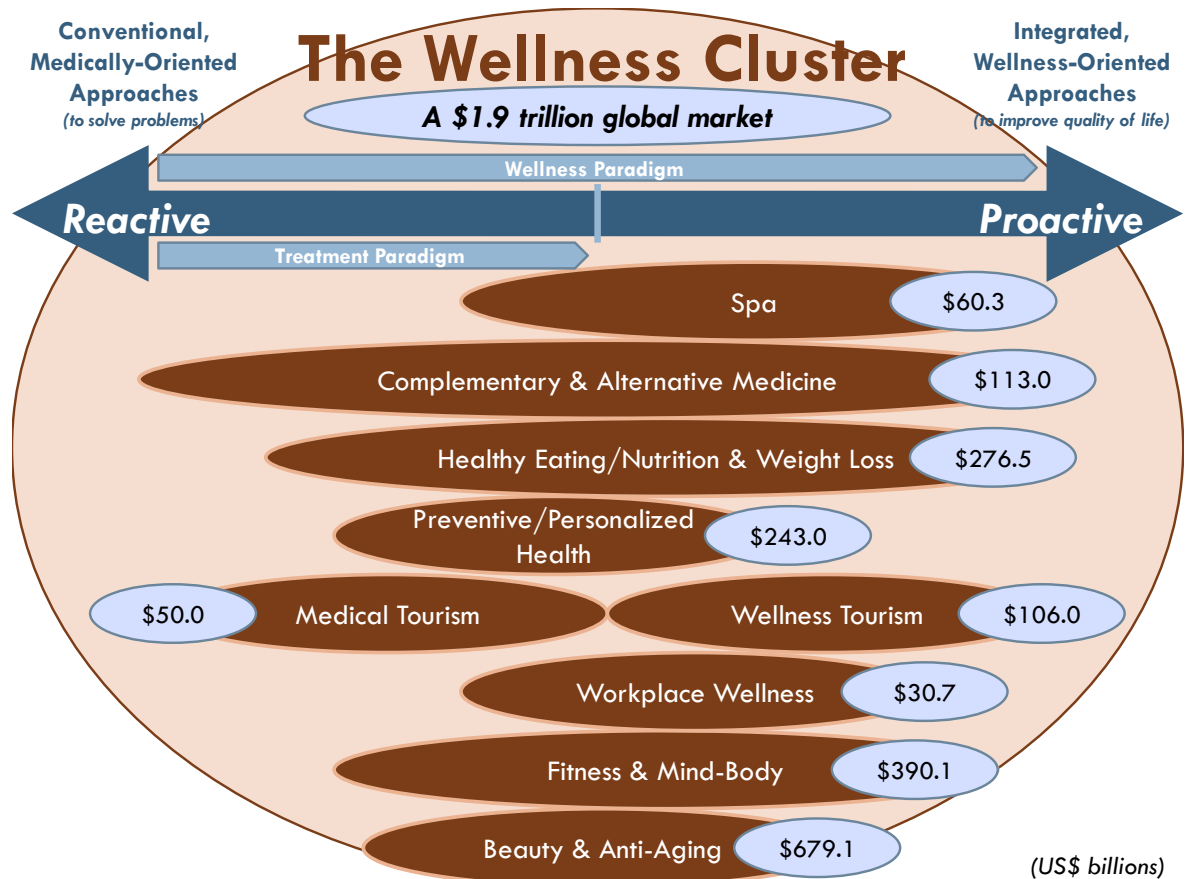 Conventional,
Medically-Oriented
Approaches
(to solve problems)
The Wellness Cluster
A $1.9 trillion global market
Integrated,
Wellness-Oriented
Approaches
(to improve quality of life)
Wellness Paradigm
Reactive
Proactive
Treatment Paradigm
Spa
$60.3
Complementary & Alternative Medicine
$113.0
Healthy Eating/Nutrition & Weight Loss
$276.5
Preventive/Personalized
Health
$243.0
$50.0
Medical Tourism
Wellness Tourism
$106.0
Workplace Wellness
$30.7
Fitness & Mind-Body
$390.1
Beauty & Anti-Aging
$679.1
(US$ billions)